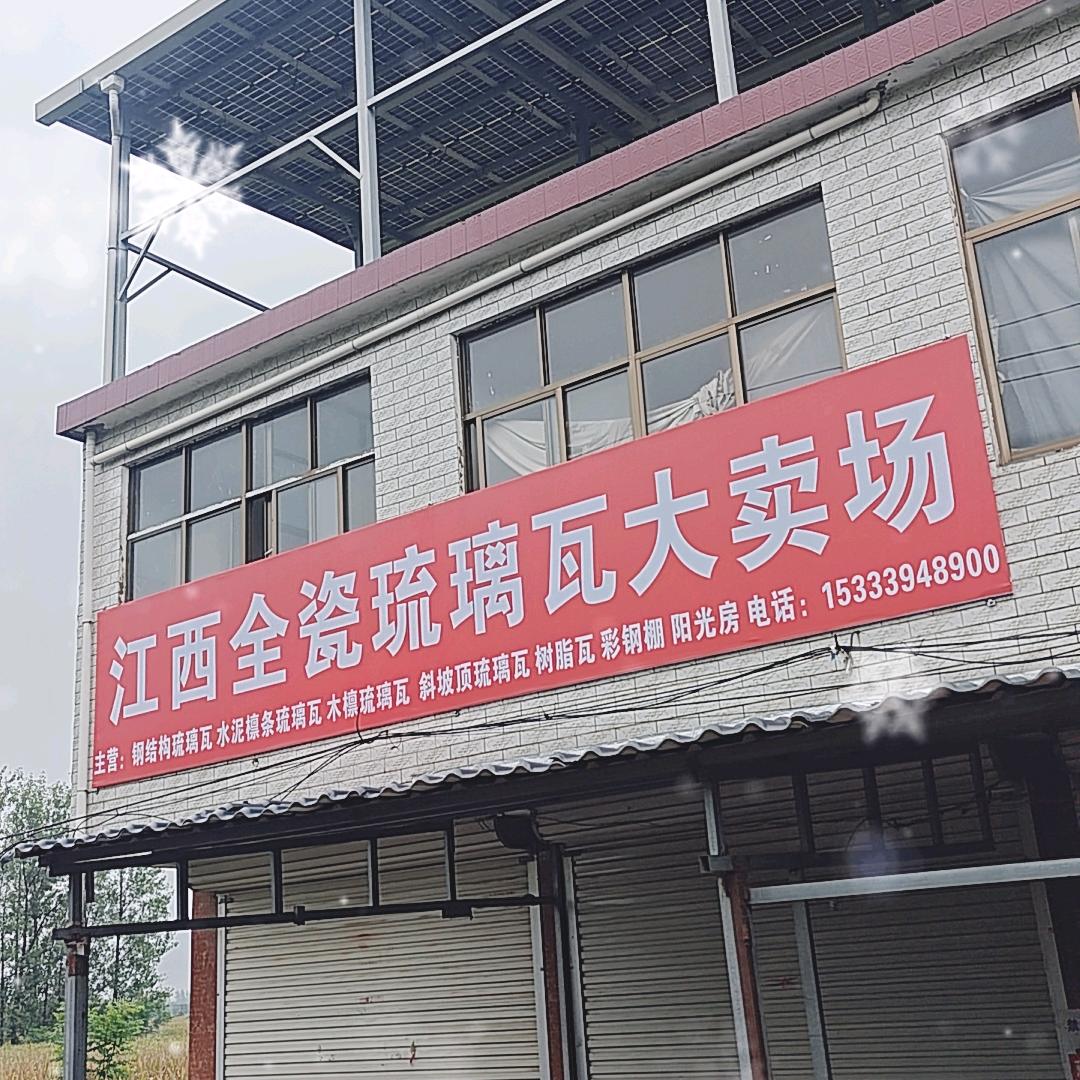 江西全瓷琉璃瓦大卖场
主营：钢结构琉璃瓦 水泥檩条琉璃瓦 木檩琉璃瓦 斜坡顶琉璃瓦 树脂瓦 彩钢棚 阳光房 电话：15333948900